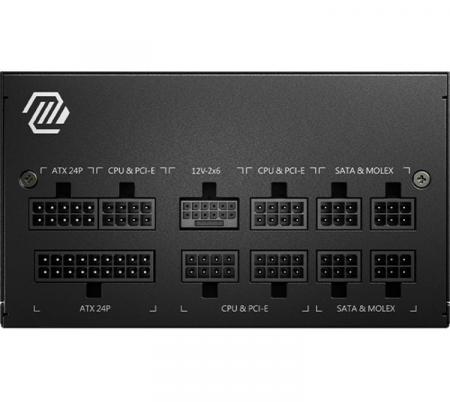 ATX 24P CPU & PCI-E 12V-2x6 CPU & PCI-E SATA & MOLEX
ATX 24P CPU & PCI-E SATA & MOLEX